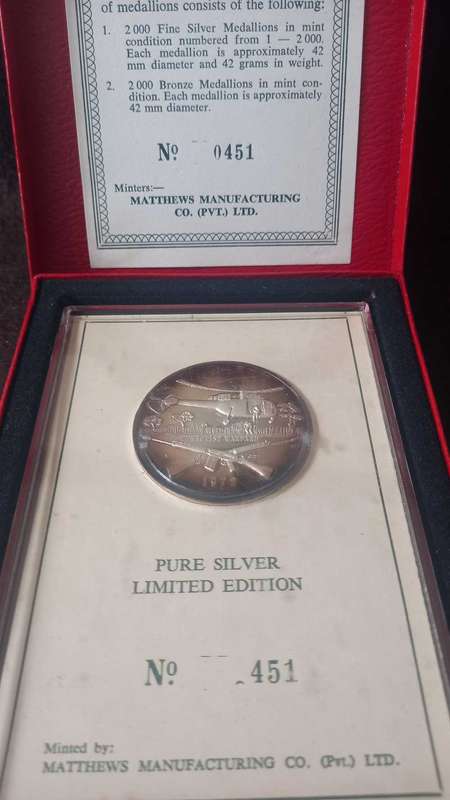 of medallions consists of the following:
1. 2 000 Fine Silver Medallions in mint
condition numbered from 1 — 2 000.
Each medallion is approximately 42
mm diameter and 42 grams in weight.
2. 2 000 Bronze Medallions in mint con-
dition. Each medallion is approximately
42 mm diameter.
Nº 0451
Minters:—
MATTHEWS MANUFACTURING
CO. (PVT.) LTD.
WARFARE
PURE SILVER
LIMITED EDITION
Nº 451
Minted by:
MATTHEWS MANUFACTURING CO. (Pvt.) LTD.